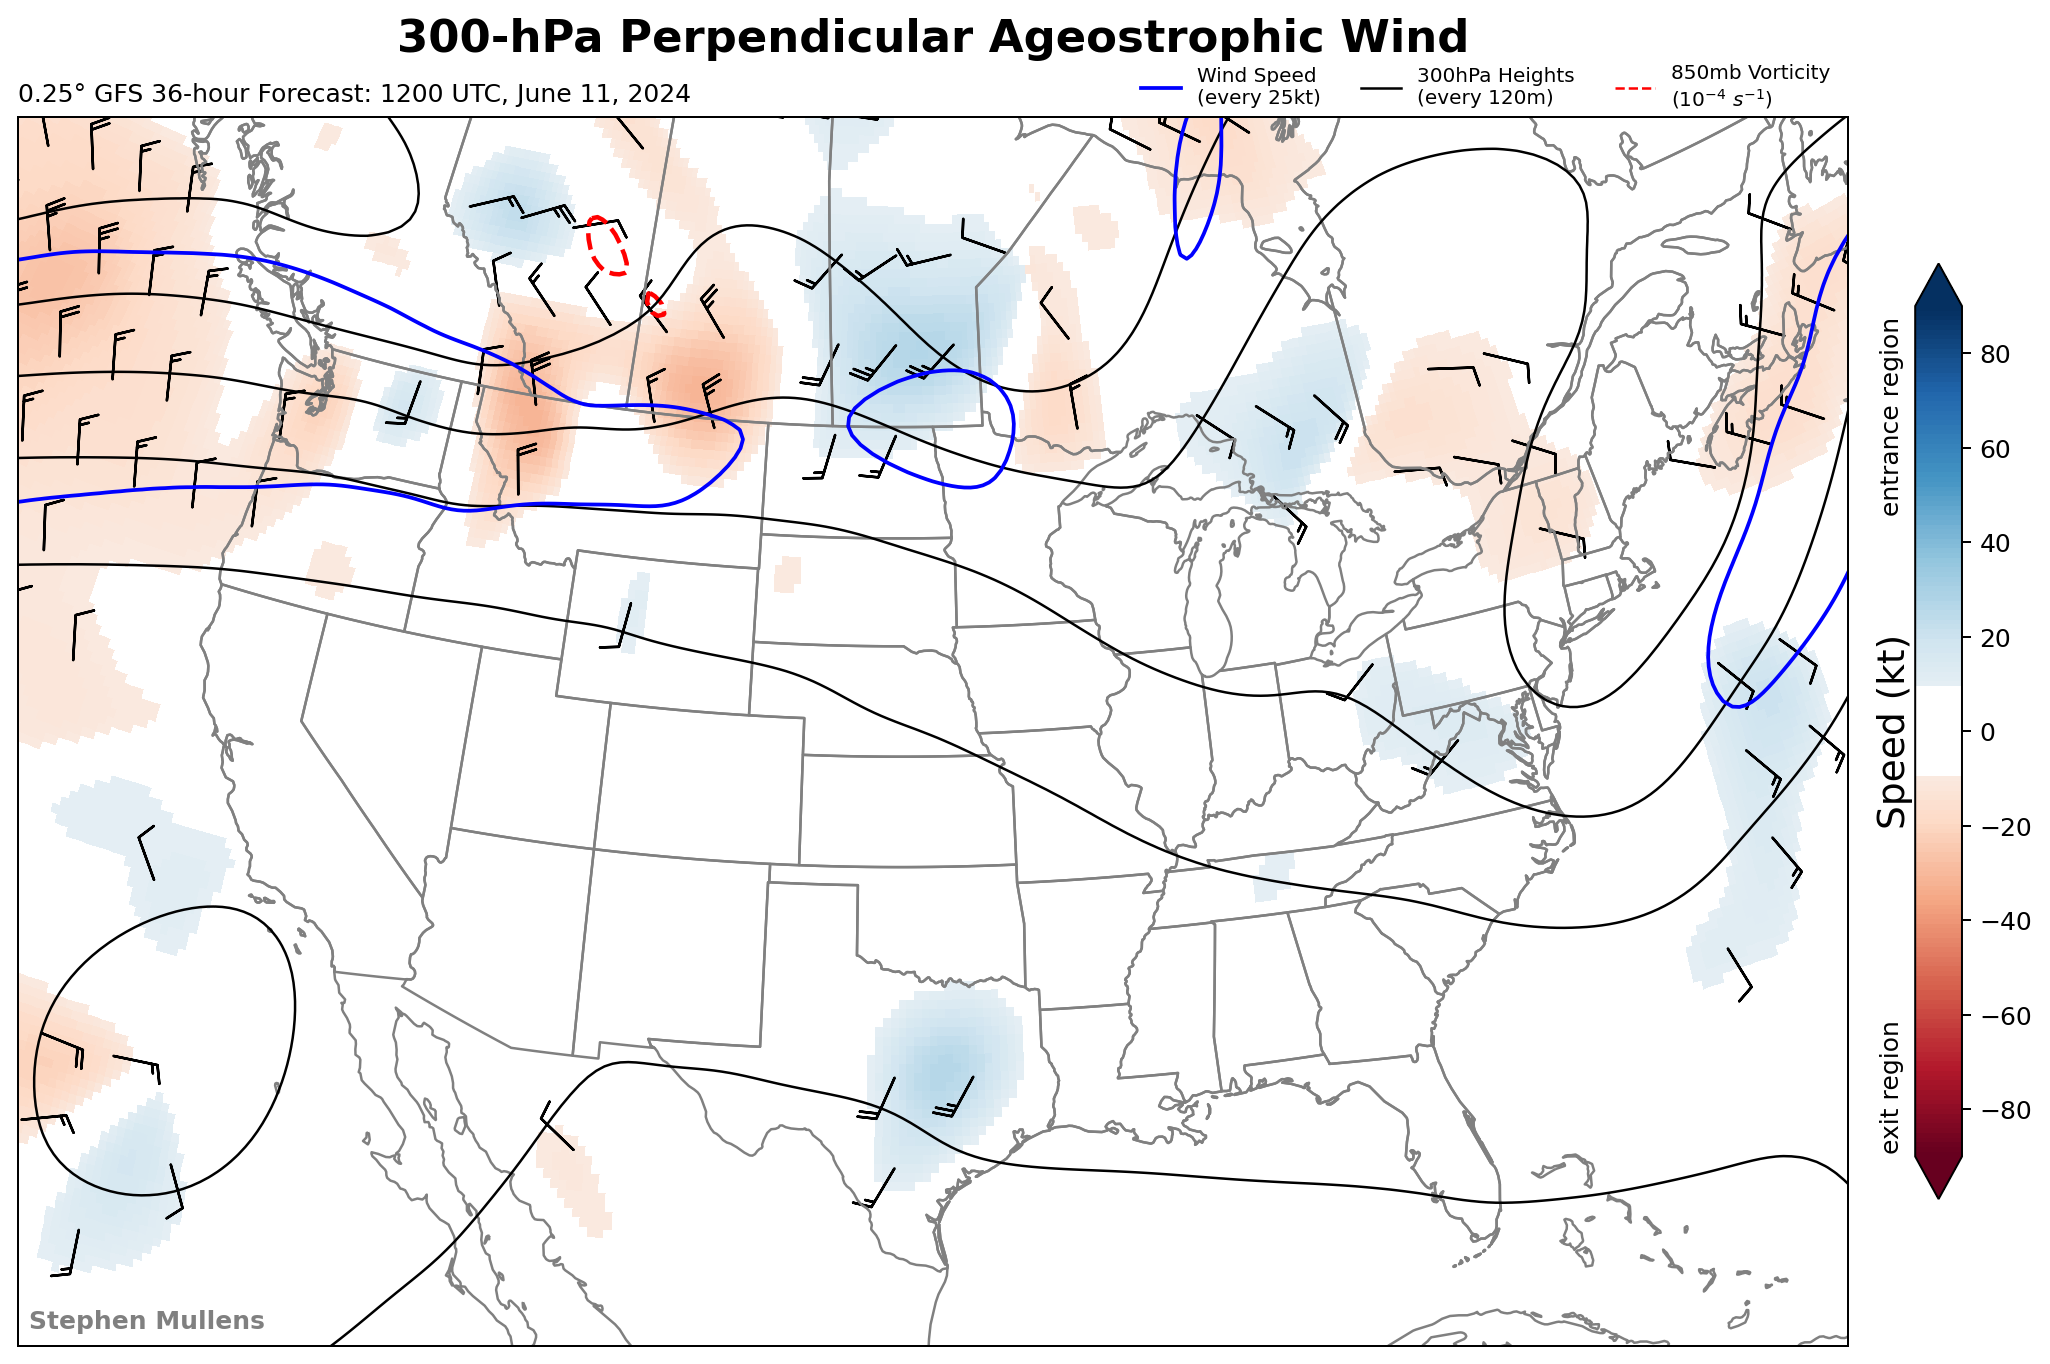 300-hPa Perpendicular Ageostrophic Wind
0.25° GFS 36-hour Forecast: 1200 UTC, June 11, 2024
Wind Speed
(every 25kt)
300hPa Heights
(every 120m)
850mb Vorticity
(10⁻⁴ s⁻¹)
entrance region
Speed (kt)
exit region
80
60
40
20
0
−20
−40
−60
−80
Stephen Mullens